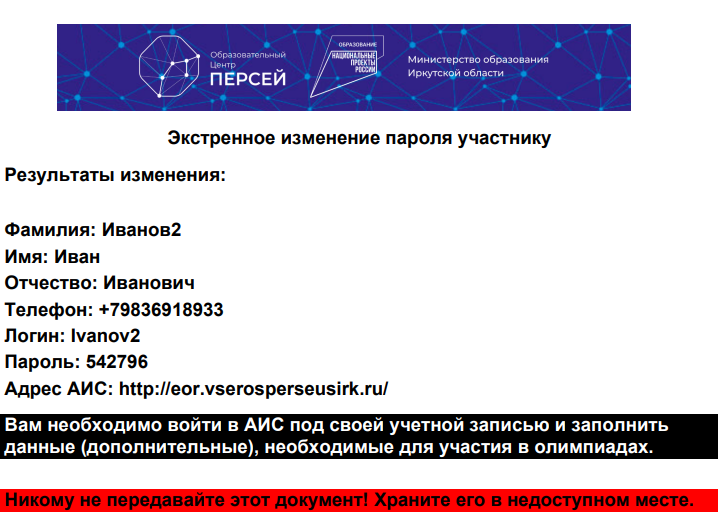 Образовательный
Центр
ПЕРСЕЙ
ОБРАЗОВАНИЕ
НАЦИОНАЛЬНЫЕ
ПРОЕКТЫ
РОССИИ
Министерство образования
Иркутской области
Экстренное изменение пароля участнику
Результаты изменения:
Фамилия: Иванов2
Имя: Иван
Отчество: Иванович
Телефон: +79836918933
Логин: Ivanov2
Пароль: 542796
Адрес АИС: http://eor.vserosperseusirk.ru/
Вам необходимо войти в АИС под своей учетной записью и заполнить
данные (дополнительные), необходимые для участия в олимпиадах.
Никому не передавайте этот документ! Храните его в недоступном месте.